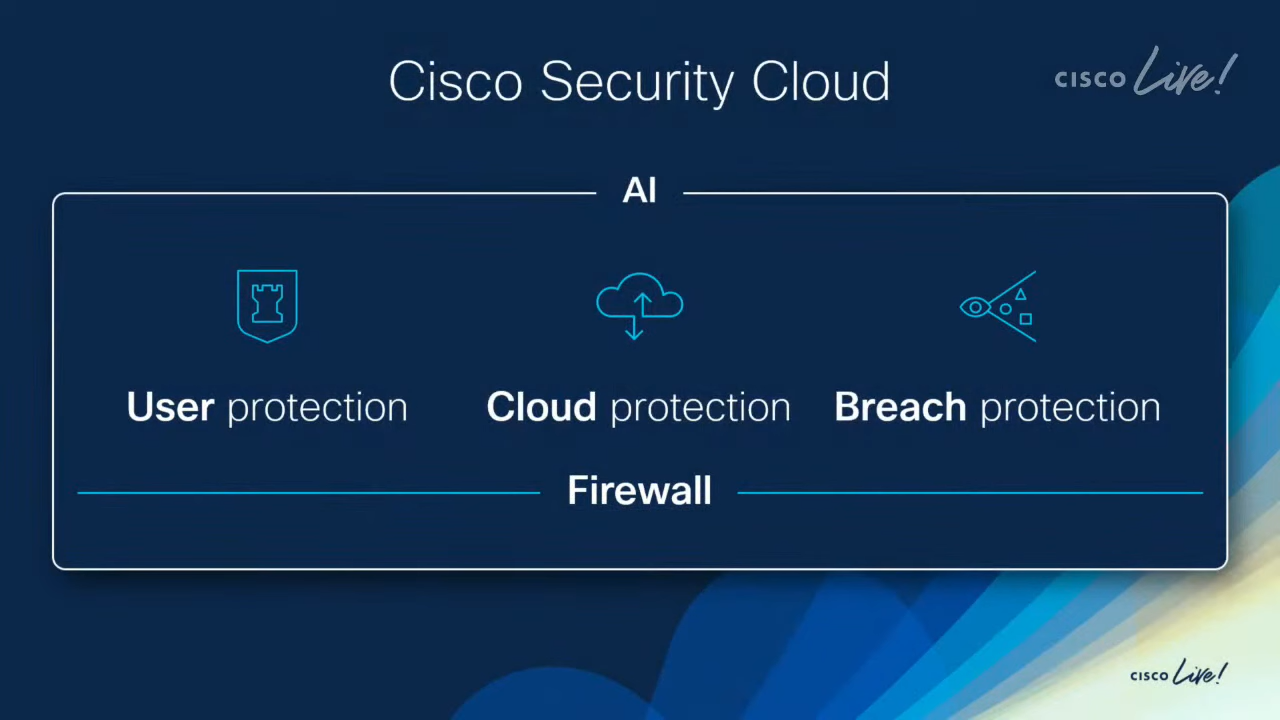 Cisco Security Cloud
CISCO Live!
AI
User protection
Cloud protection
Breach protection
Firewall
CISCO Live!